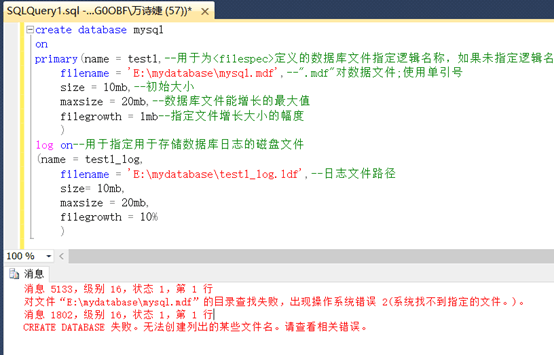 SQLQuery1.sql -...G0OBF\万诗婕 (57))*
create database mysql
on
primary(name = test1,--用于为<filespec>定义的数据库文件指定逻辑名称，如果未指定逻辑名
filename = 'E:\mydatabase\mysql.mdf',--".mdf"对数据文件;使用单引号
size = 10mb,--初始大小
maxsize = 20mb,--数据库文件能增长的最大值
filegrowth = 1mb--指定文件增长大小的幅度
)
log on--用于指定用于存储数据库日志的磁盘文件
(name = test1_log,
filename = 'E:\mydatabase\test1_log.ldf',--日志文件路径
size= 10mb,
maxsize = 20mb,
filegrowth = 10%
)
100 %
消息
消息 5133，级别 16，状态 1，第 1 行
对文件“E:\mydatabase\mysql.mdf”的目录查找失败，出现操作系统错误 2(系统找不到指定的文件。)。
消息 1802，级别 16，状态 1，第 1 行
CREATE DATABASE 失败。无法创建列出的某些文件名。请查看相关错误。